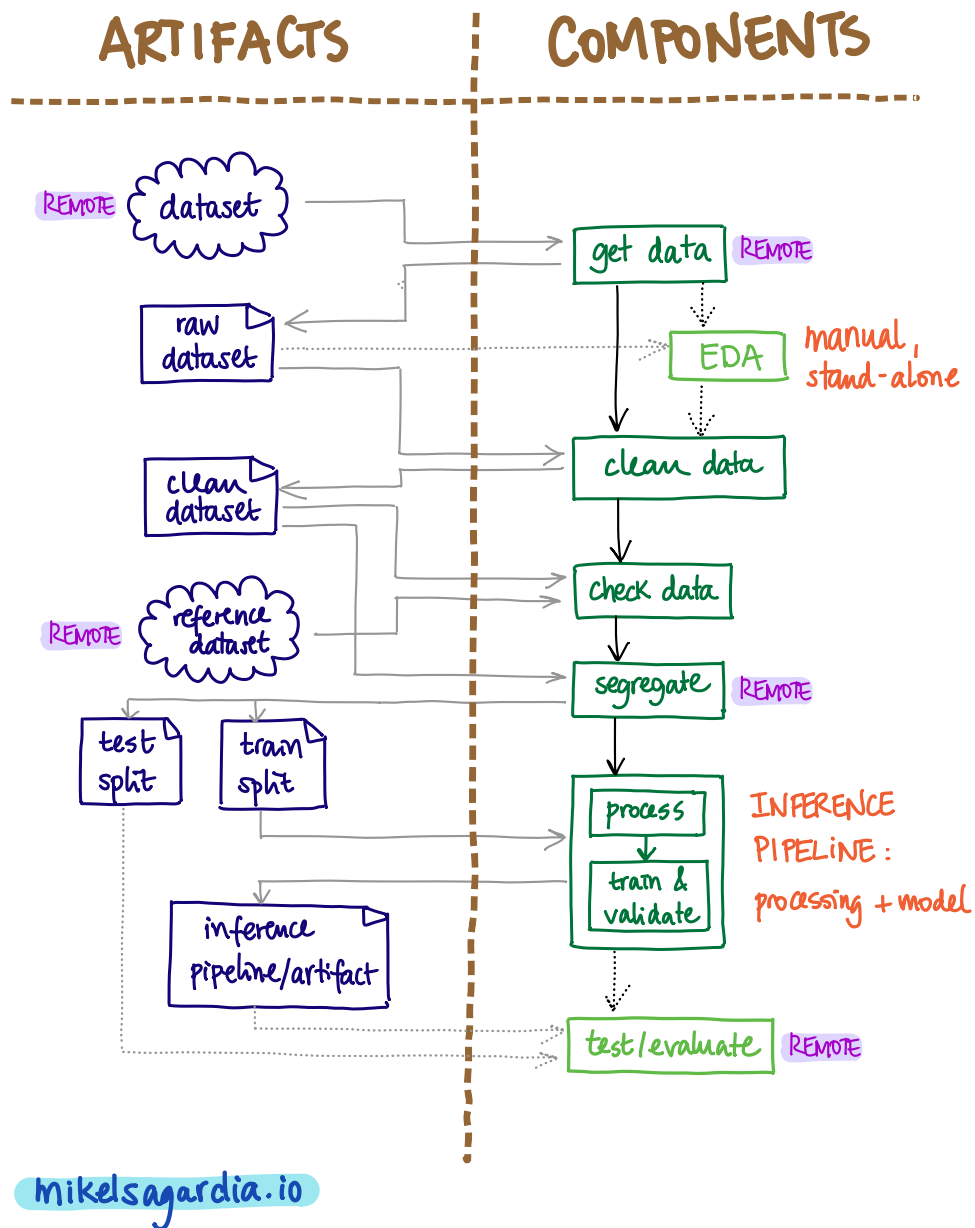 ARTIFACTS
COMPONENTS
REMOTE
dataset
get data
REMOTE
raw
dataset
EDA
manual,
stand-alone
clean data
clean
dataset
check data
REMOTE
reference
dataset
segregate
REMOTE
test
split
train
split
process
train &
validate
INFERENCE
PIPELINE:
processing + model
inference
pipeline/artifact
test/evaluate
REMOTE
mikelsagardia.io